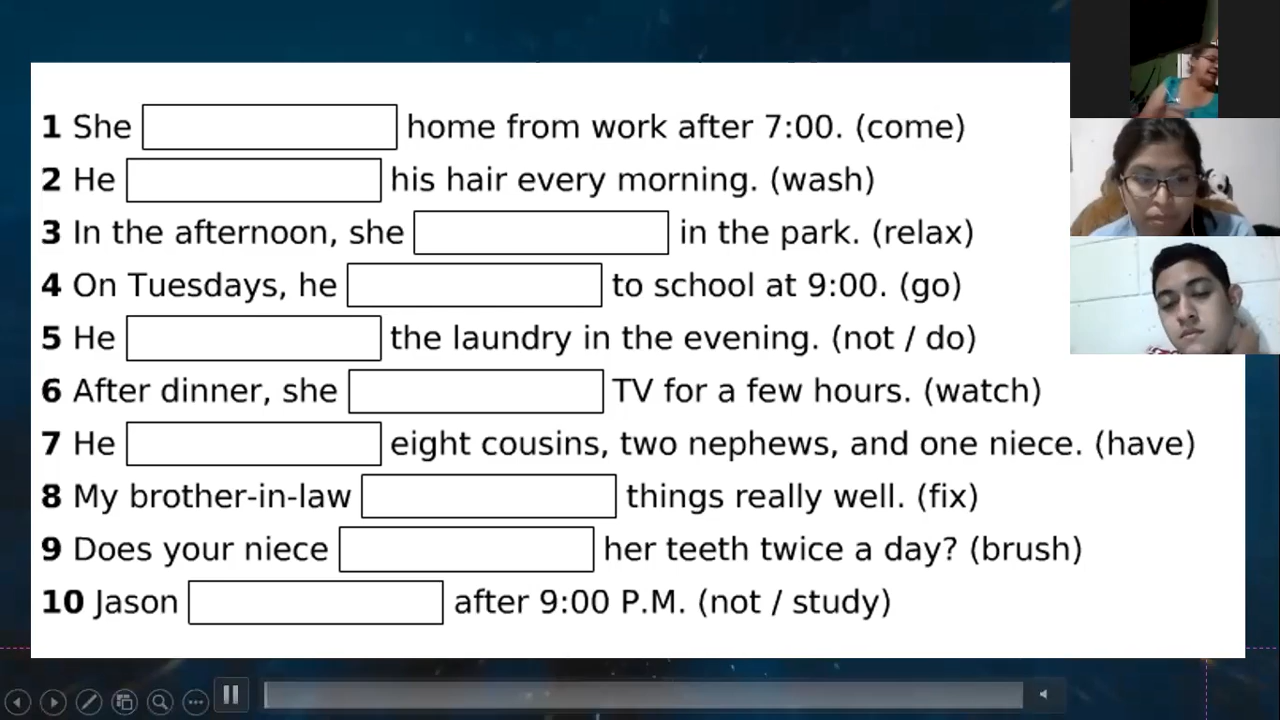 1 She home from work after 7:00. (come)
2 He his hair every morning. (wash)
3 In the afternoon, she in the park. (relax)
4 On Tuesdays, he to school at 9:00. (go)
5 He the laundry in the evening. (not / do)
6 After dinner, she TV for a few hours. (watch)
7 He eight cousins, two nephews, and one niece. (have)
8 My brother-in-law things really well. (fix)
9 Does your niece her teeth twice a day? (brush)
10 Jason after 9:00 P.M. (not / study)